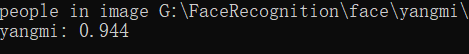 people in image G:\FaceRecognition\face\yangmi\
yangmi: 0.944